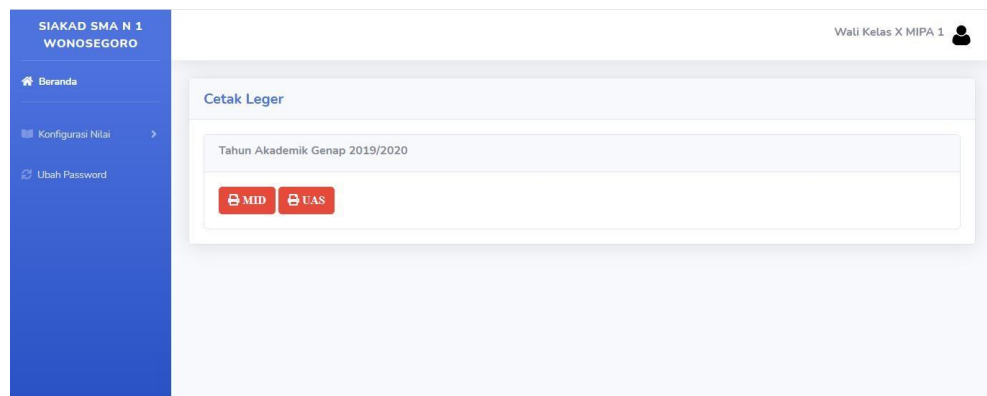 SIAKAD SMA N 1
WONOSEGORO
Wali Kelas X MIPA 1
Beranda
Konfigurasi Nilai
Ubah Password
Cetak Leger
Tahun Akademik Genap 2019/2020
MID UAS